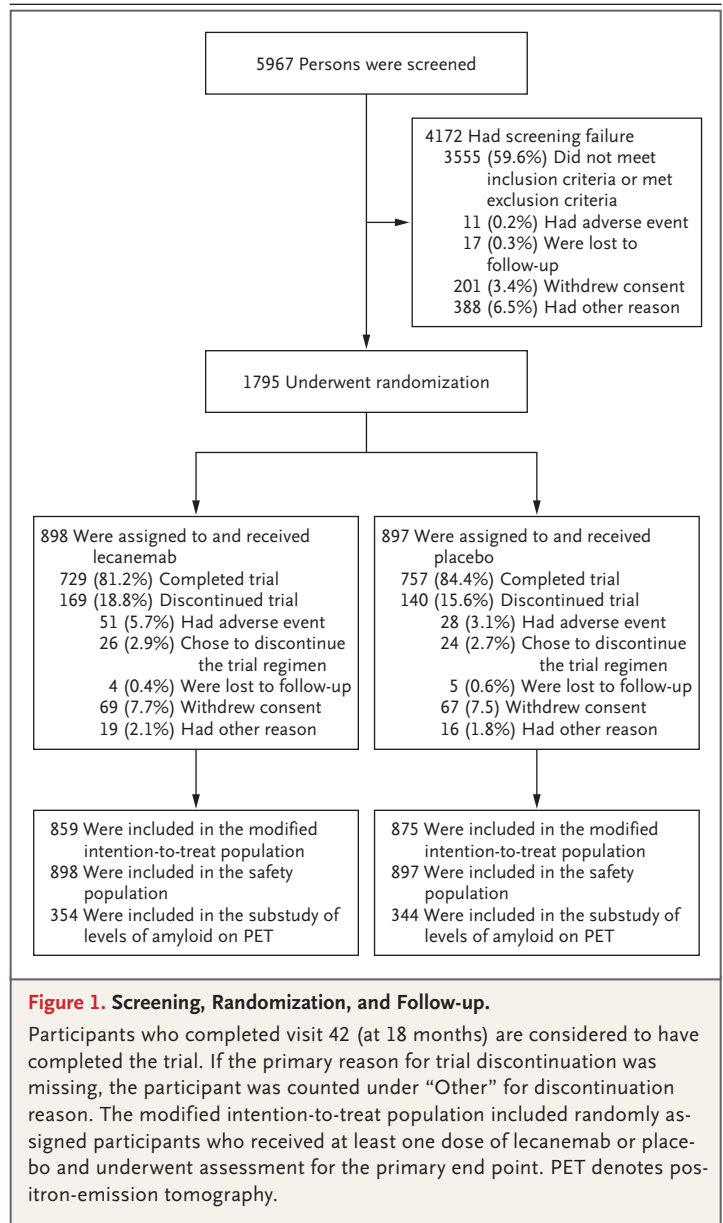 5967 Persons were screened
4172 Had screening failure
3555 (59.6%) Did not meet
inclusion criteria or met
exclusion criteria
11 (0.2%) Had adverse event
17 (0.3%) Were lost to
follow-up
201 (3.4%) Withdrew consent
388 (6.5%) Had other reason
1795 Underwent randomization
898 Were assigned to and received
lecanemab
729 (81.2%) Completed trial
169 (18.8%) Discontinued trial
51 (5.7%) Had adverse event
26 (2.9%) Chose to discontinue
the trial regimen
4 (0.4%) Were lost to follow-up
69 (7.7%) Withdrew consent
19 (2.1%) Had other reason
897 Were assigned to and received
placebo
757 (84.4%) Completed trial
140 (15.6%) Discontinued trial
28 (3.1%) Had adverse event
24 (2.7%) Chose to discontinue
the trial regimen
5 (0.6%) Were lost to follow-up
67 (7.5) Withdrew consent
16 (1.8%) Had other reason
859 Were included in the modified
intention-to-treat population
898 Were included in the safety
population
354 Were included in the substudy of
levels of amyloid on PET
875 Were included in the modified
intention-to-treat population
897 Were included in the safety
population
344 Were included in the substudy of
levels of amyloid on PET
Figure 1. Screening, Randomization, and Follow-up.
Participants who completed visit 42 (at 18 months) are considered to have
completed the trial. If the primary reason for trial discontinuation was
missing, the participant was counted under “Other” for discontinuation
reason. The modified intention-to-treat population included randomly as-
signed participants who received at least one dose of lecanemab or place-
bo and underwent assessment for the primary end point. PET denotes pos-
itron-emission tomography.